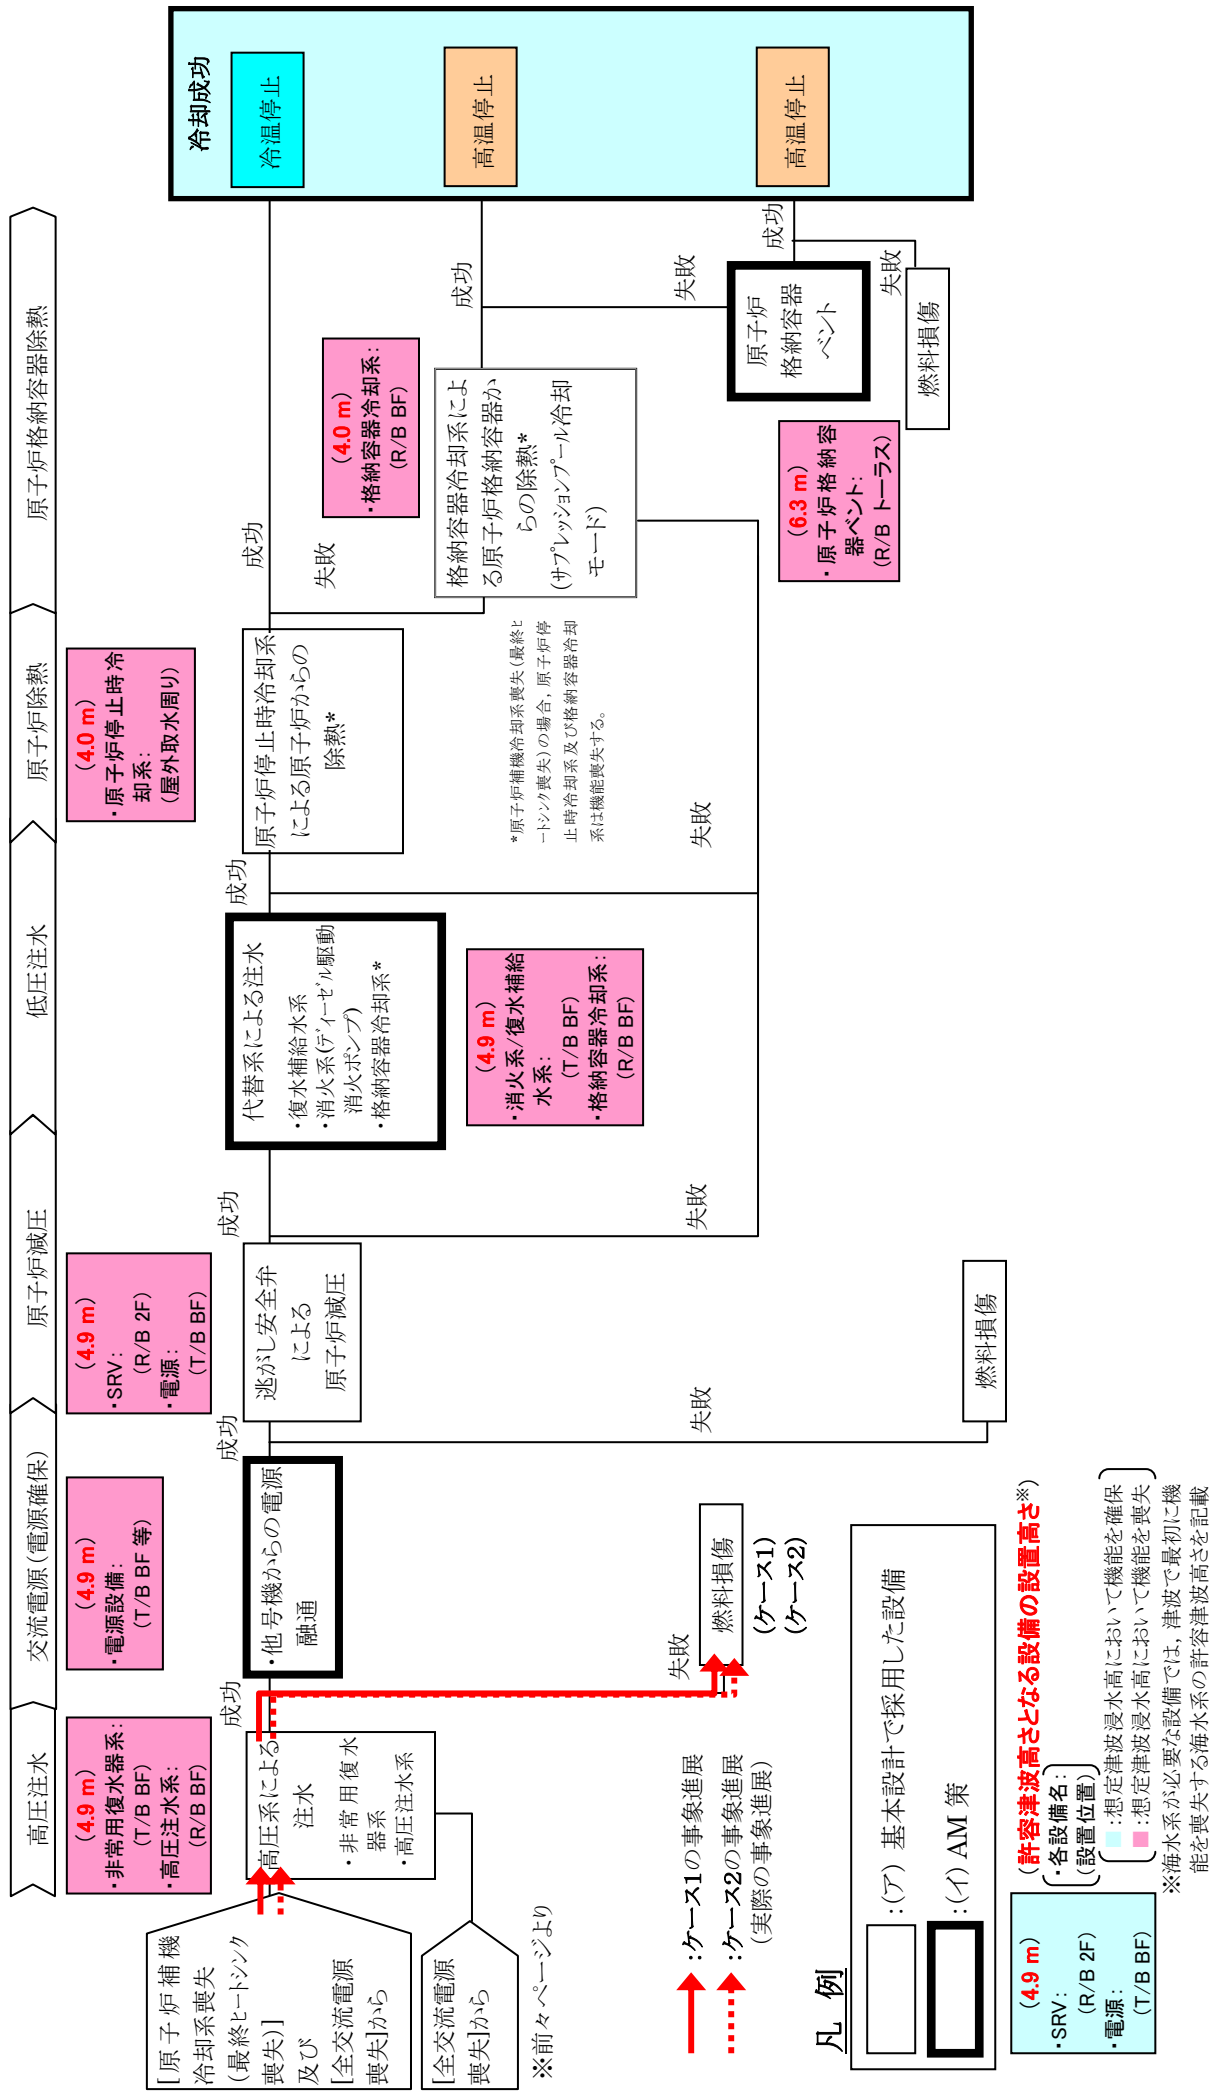 高圧注水
交流電源(電源確保)
原子炉減圧
低圧注水
原子炉除熱
原子炉格納容器除熱
(4.9 m)
・非常用復水器系:
(T/B BF)
・高圧注水系:
(R/B BF)
(4.9 m)
・電源設備:
(T/B BF 等)
(4.9 m)
・SRV:
(R/B 2F)
・電源:
(T/B BF)
(4.0 m)
・原子炉停止時冷
却系:
(屋外取水周り)
[原子炉補機
冷却系喪失
(最終ヒートシンク
喪失)]
及び
[全交流電源
喪失]から
[全交流電源
喪失]から
※前々ページより
高圧系による
注水
・非常用復水
器系
・高圧注水系
成功
失敗
燃料損傷
(ケース1)
(ケース2)
・他号機からの電源
融通
成功
失敗
燃料損傷
逃がし安全弁
による
原子炉減圧
成功
失敗
代替系による注水
・復水補給水系
・消火系(ディーゼル駆動
消火ポンプ)
・格納容器冷却系*
成功
失敗
(4.9 m)
・消火系/復水補給
水系:
(T/B BF)
・格納容器冷却系:
(R/B BF)
原子炉停止時冷却系
による原子炉からの
除熱*
成功
失敗
*原子炉補機冷却系喪失(最終ヒ
ートシンク喪失)の場合,原子炉停
止時冷却系及び格納容器冷却
系は機能喪失する。
(4.0 m)
・格納容器冷却系:
(R/B BF)
格納容器冷却系によ
る原子炉格納容器か
らの除熱*
(サプレッションプール冷却
モード)
成功
失敗
(6.3 m)
・原子炉格納容
器ベント:
(R/B トーラス)
原子炉
格納容器
ベント
成功
失敗
燃料損傷
冷却成功
冷温停止
高温停止
高温停止
:ケース1の事象進展
:ケース2の事象進展
(実際の事象進展)
凡 例
:(ア) 基本設計で採用した設備
:(イ) AM 策
(4.9 m)
・SRV:
(R/B 2F)
・電源:
(T/B BF)
(許容津波高さとなる設備の設置高さ※)
・各設備名:
(設置位置)
:想定津波浸水高において機能を確保
:想定津波浸水高において機能を喪失
※海水系が必要な設備では,津波で最初に機
能を喪失する海水系の許容津波高さを記載